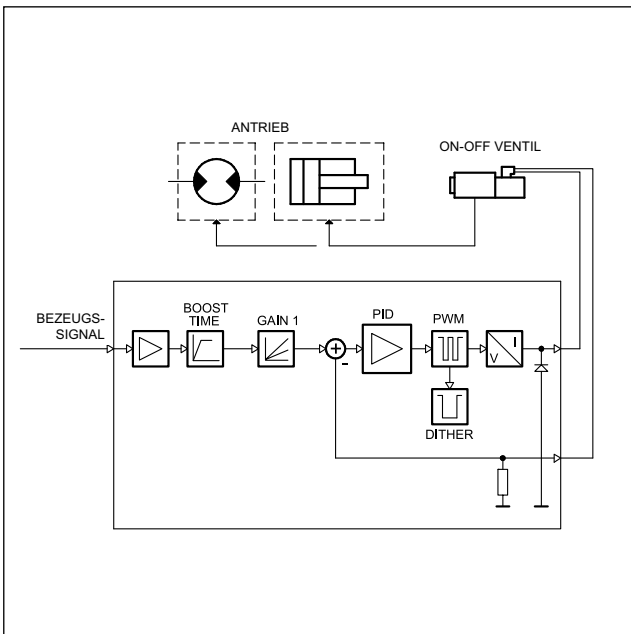 ANTRIEB
ON-OFF VENTIL
BEZEUGS-
SIGNAL
BOOST
TIME
GAIN 1
PID
PWM
I
V
DITHER